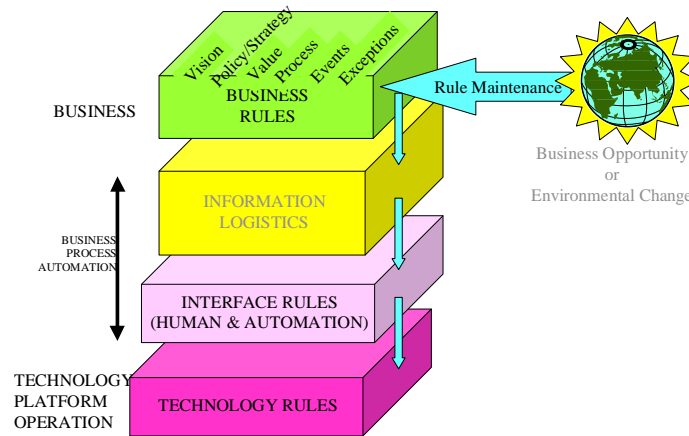 Vision
Policy/Strategy
Value
Process
Events
Exceptions
BUSINESS
RULES
BUSINESS
Rule Maintenance
Business Opportunity
or
Environmental Change
INFORMATION
LOGISTICS
BUSINESS
PROCESS
AUTOMATION
INTERFACE RULES
(HUMAN & AUTOMATION)
TECHNOLOGY
PLATFORM
OPERATION
TECHNOLOGY RULES